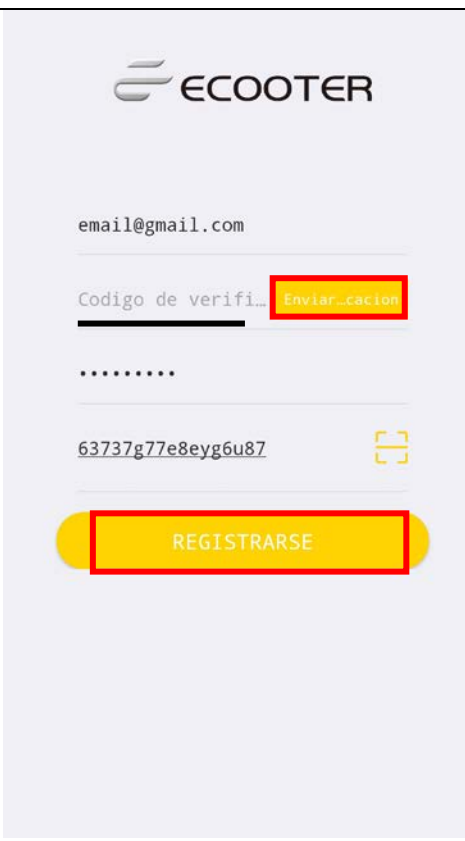 ECOOTER
email@gmail.com
Codigo de verifi… Enviar…cacion
•••••••••
63737g77e8eyg6u87
REGISTRARSE